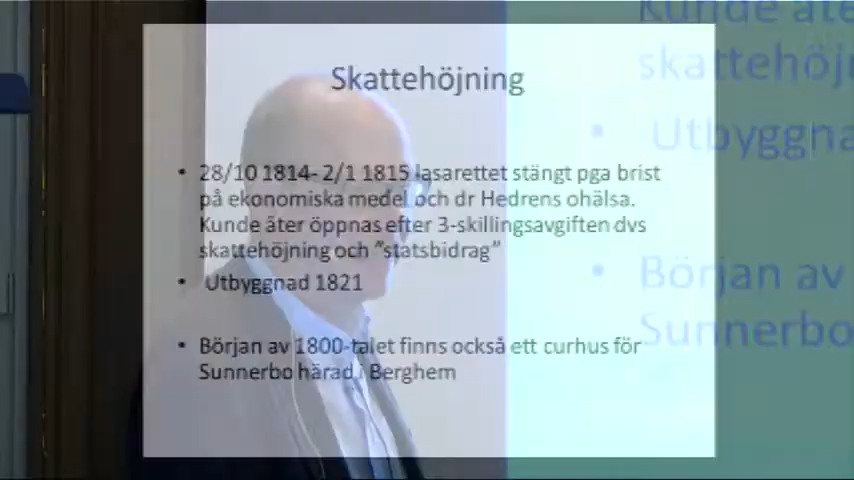 Skattehöjning
• 28/10 1814- 2/1 1815 lasarettet stängt pga brist
på ekonomiska medel och dr Hedrens ohälsa.
Kunde åter öppnas efter 3-skillingsavgiften dvs
skattehöjning och ”statsbidrag”
• Utbyggnad 1821
• Början av 1800-talet finns också ett curhus för
Sunnerbo härad i Berghem
Kunde åte
skattehöj
• Utbyggna
• Början av
Sunnerbo